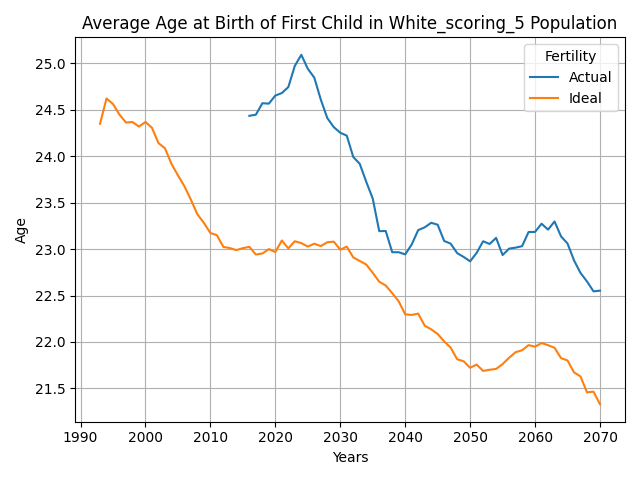 Average Age at Birth of First Child in White_scoring_5 Population
Fertility
Actual
Ideal
25.0
24.5
24.0
23.5
23.0
22.5
22.0
21.5
Age
1990 2000 2010 2020 2030 2040 2050 2060 2070
Years